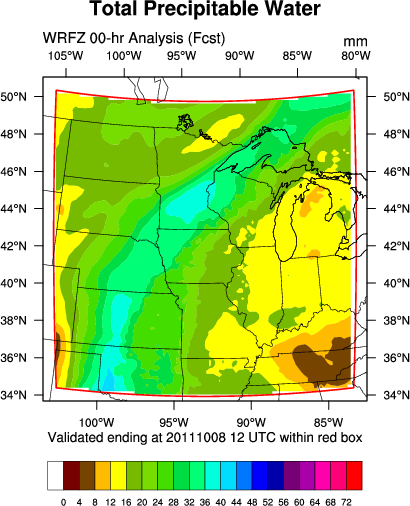 Total Precipitable Water
WRFZ 00-hr Analysis (Fcst) mm
105°W 100°W 95°W 90°W 85°W 80°W
50°N 50°N
48°N 48°N
46°N 46°N
44°N 44°N
42°N 42°N
40°N 40°N
38°N 38°N
36°N 36°N
34°N 34°N
100°W 95°W 90°W 85°W
Validated ending at 20111008 12 UTC within red box
0 4 8 12 16 20 24 28 32 36 40 44 48 52 56 60 64 68 72